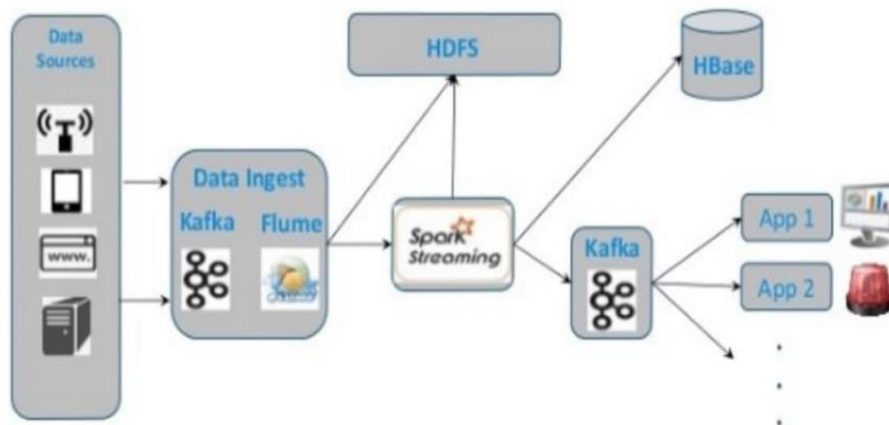 Data
Sources
www.
Data Ingest
Kafka
Flume
HDFS
Spark
Streaming
HBase
Kafka
App 1
App 2